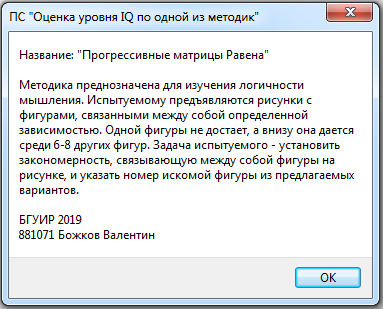 ПС "Оценка уровня IQ по одной из методик"
Название: "Прогрессивные матрицы Равена"
Методика предназначена для изучения логичности
мышления. Испытуемому предъявляются рисунки с
фигурами, связанными между собой определенной
зависимостью. Одной фигуры не достает, а внизу она дается
среди 6-8 других фигур. Задача испытуемого - установить
закономерность, связывающую между собой фигуры на
рисунке, и указать номер искомой фигуры из предлагаемых
вариантов.
БГУИР 2019
881071 Божков Валентин
OK